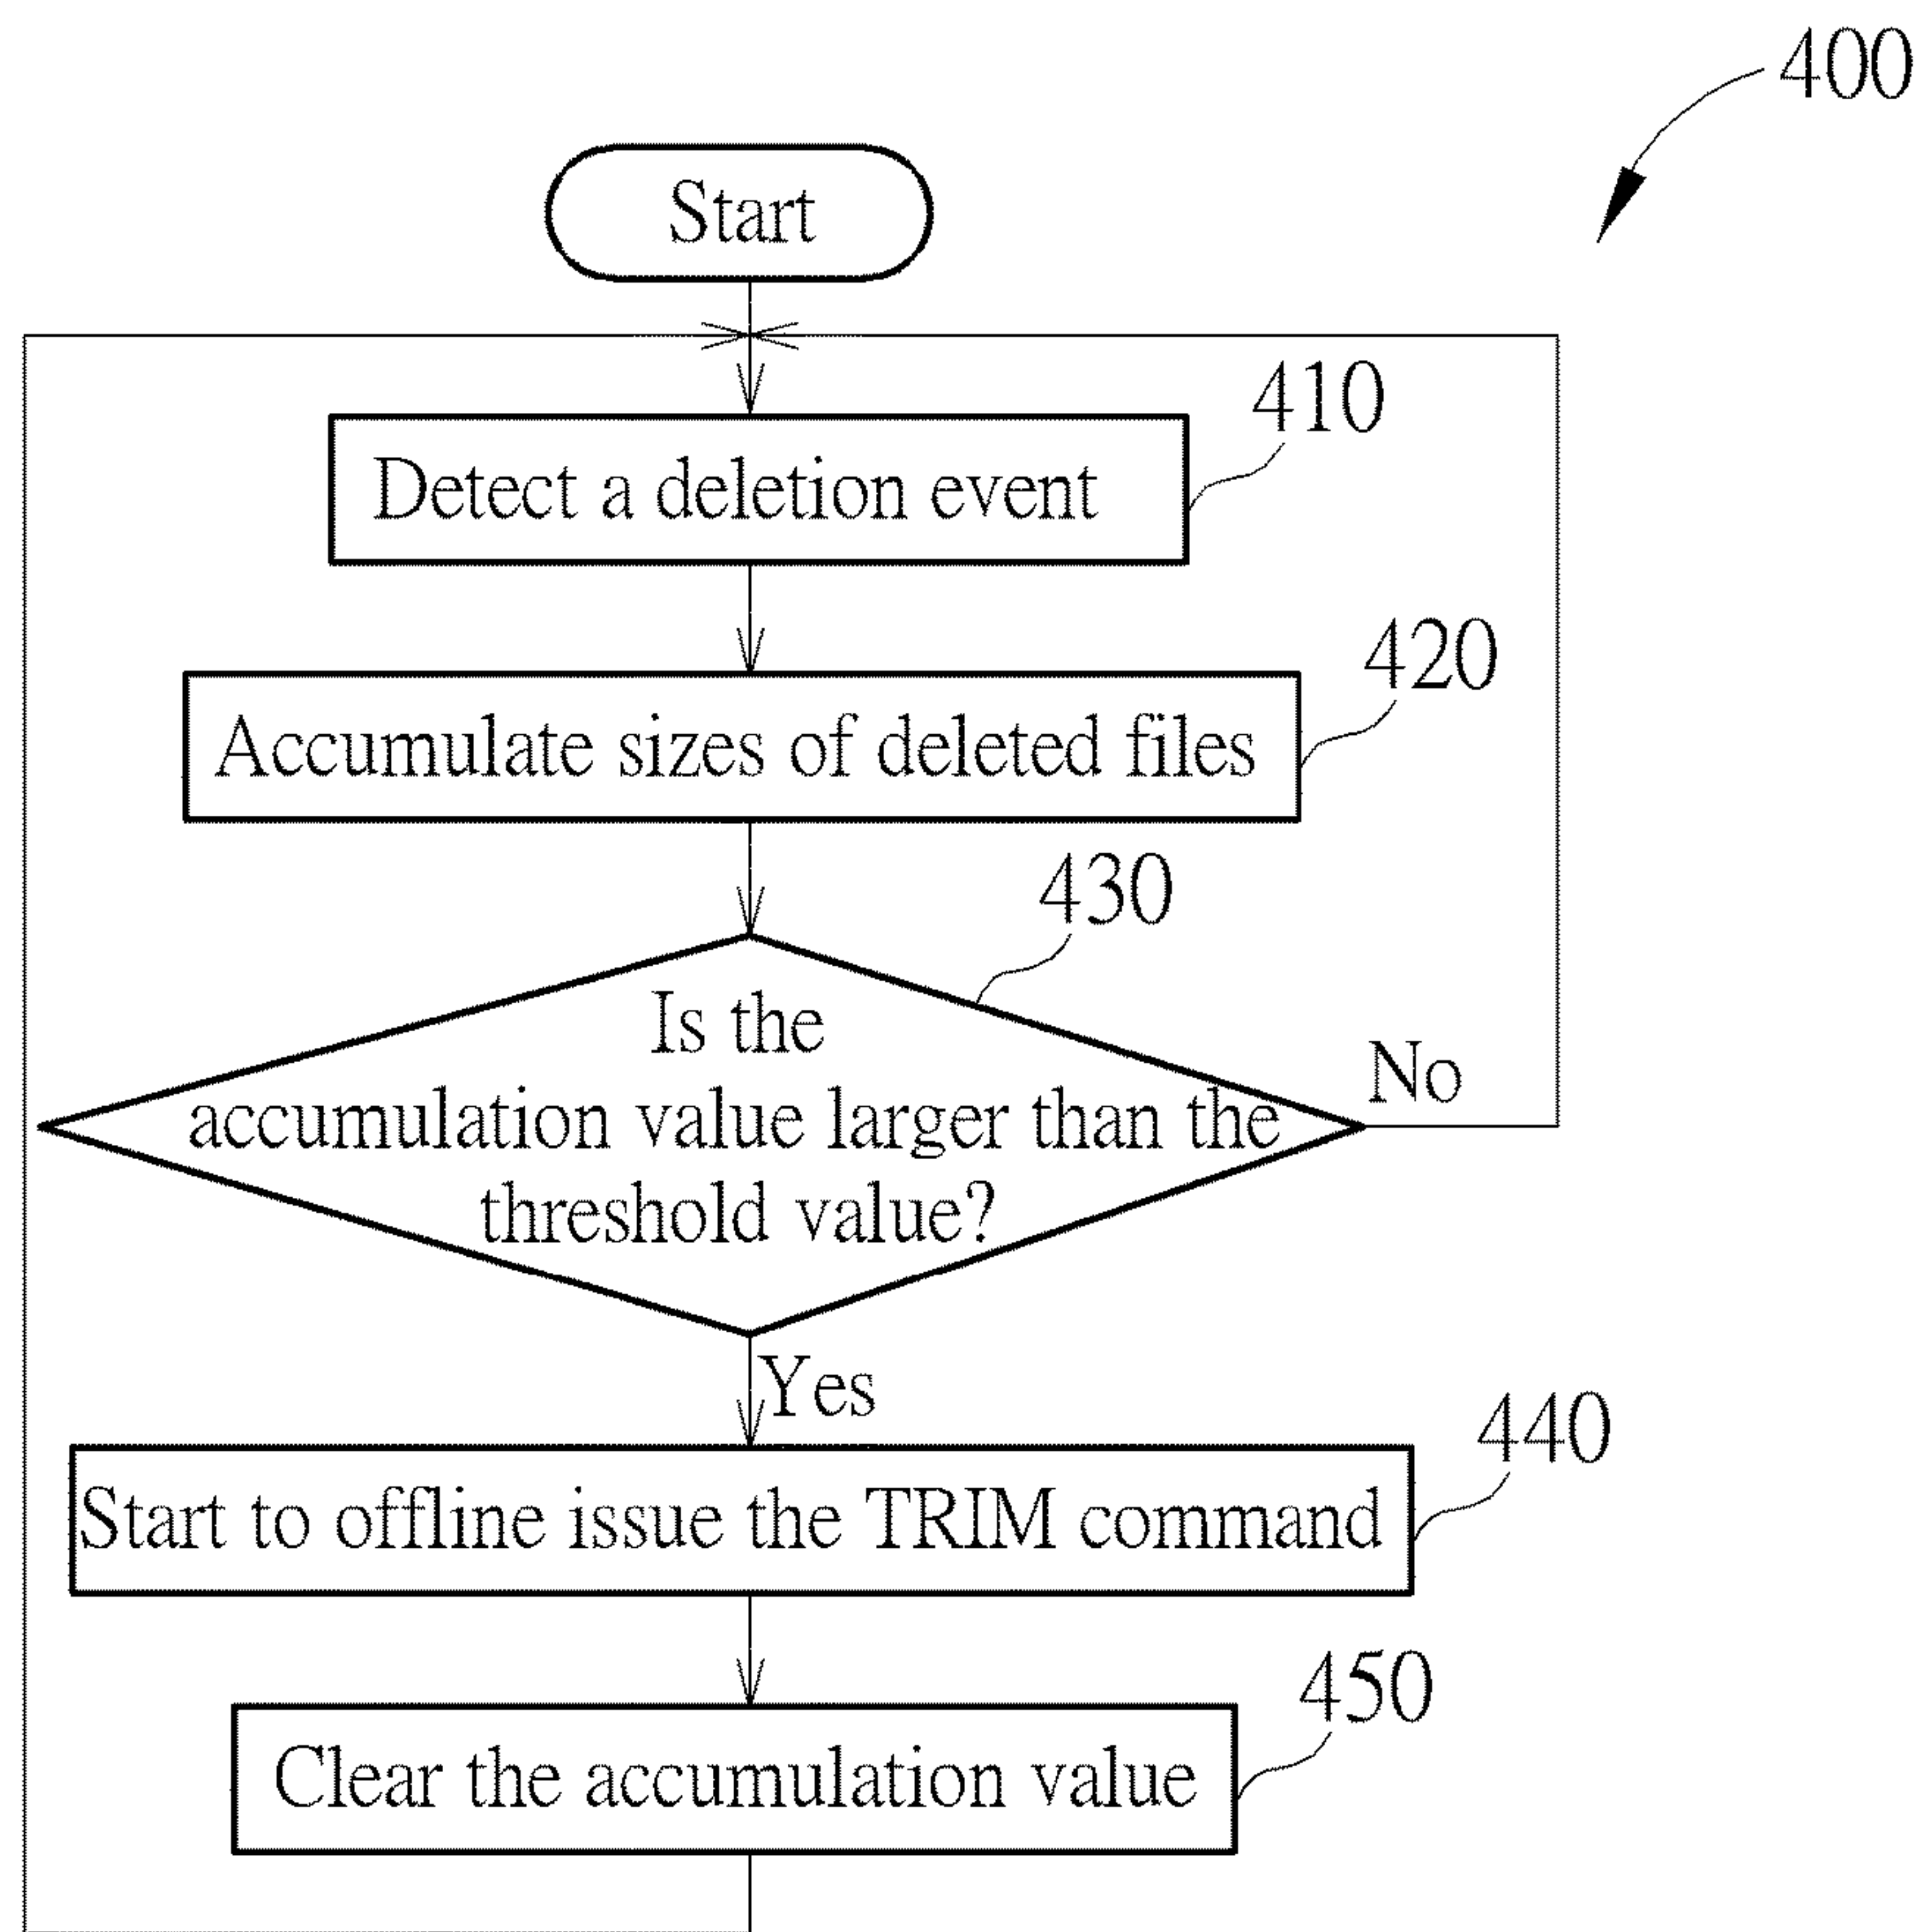 400
Start
410
Detect a deletion event
420
Accumulate sizes of deleted files
430
Is the
accumulation value larger than the
threshold value?
No
Yes
440
Start to offline issue the TRIM command
450
Clear the accumulation value